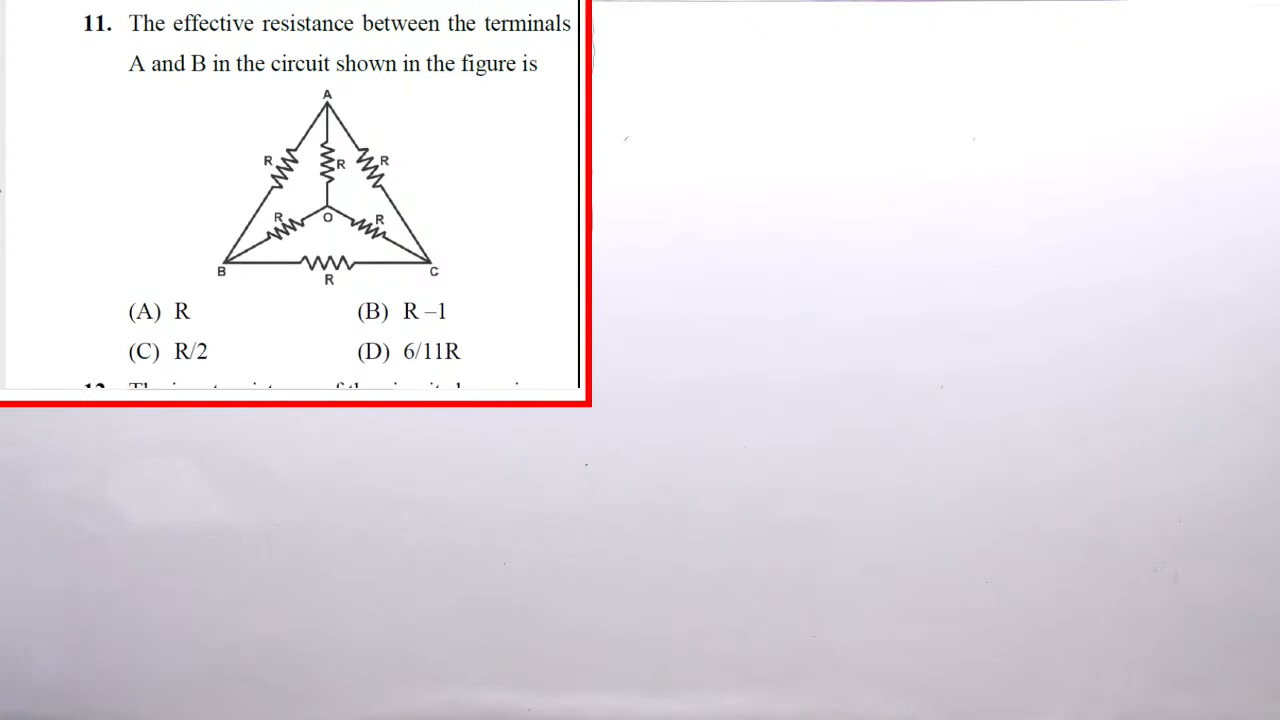 11. The effective resistance between the terminals
A and B in the circuit shown in the figure is
A
R
R
R
R
O
R
B
C
R
(A) R
(B) R –1
(C) R/2
(D) 6/11R